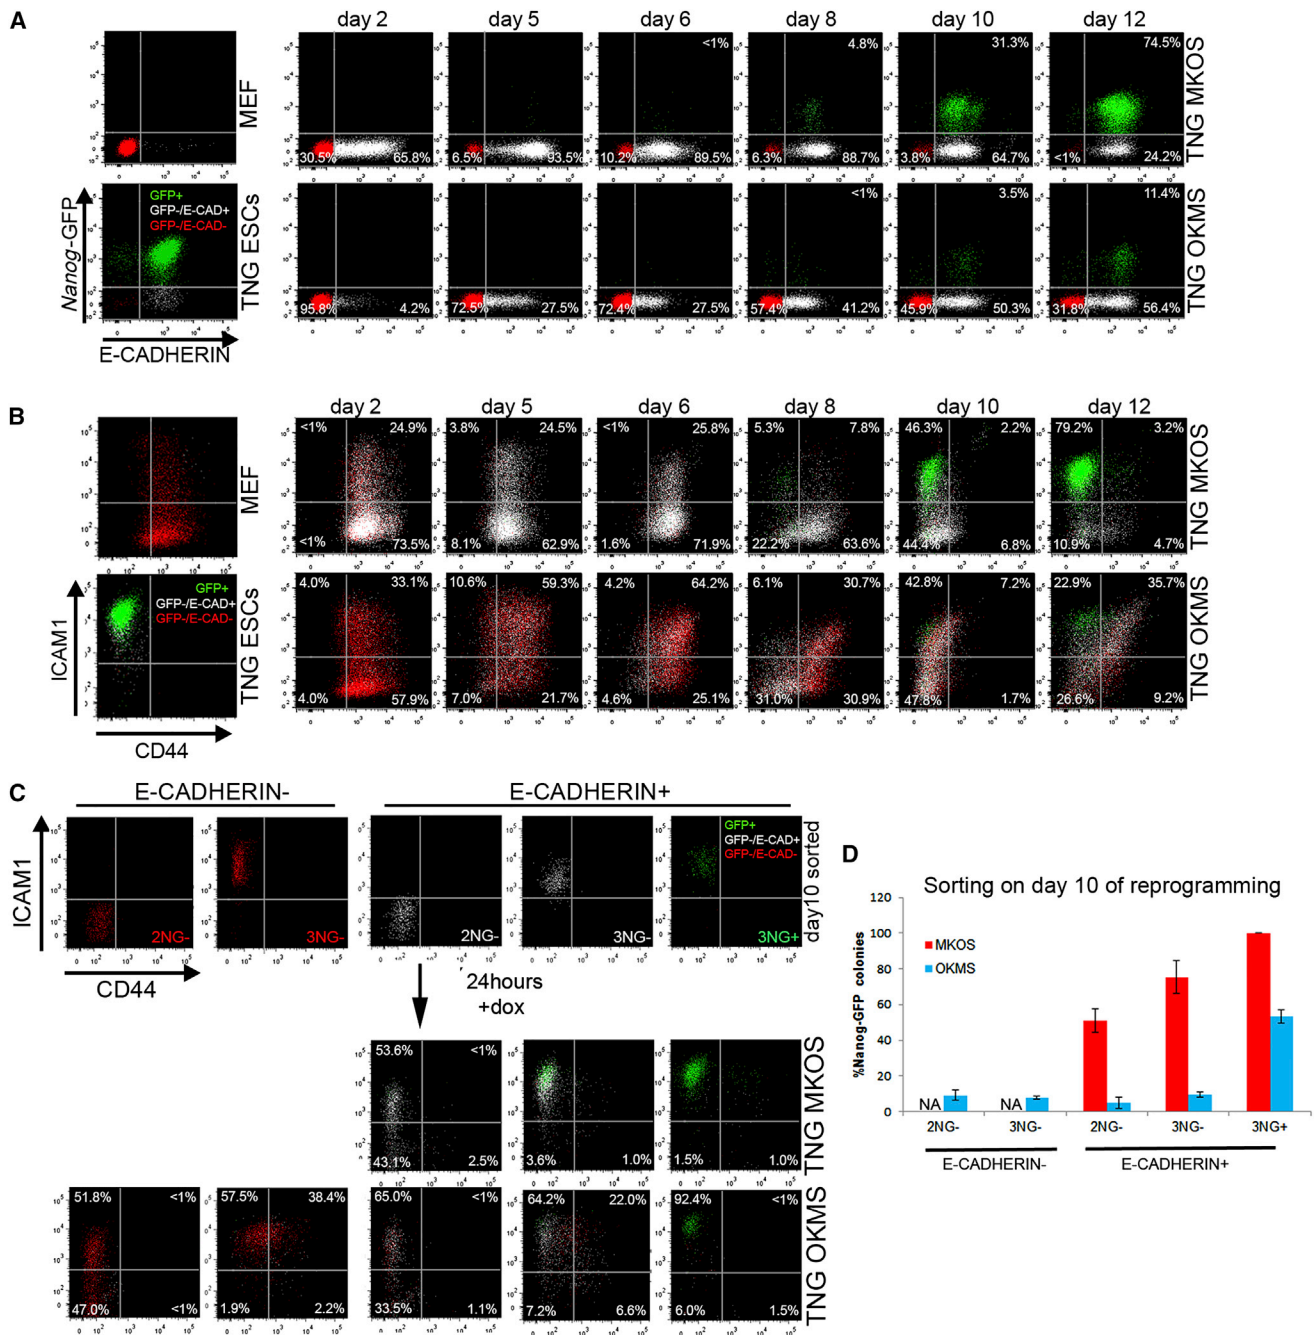 A
day 2 day 5 day 6 day 8 day 10 day 12
MEF
<1% 4.8% 31.3% 74.5%
30.5% 65.8% 6.5% 93.5% 10.2% 89.5% 6.3% 88.7% 3.8% 64.7% <1% 24.2%
TNG MKOS
Nanog-GFP
GFP+
GFP-/E-CAD+
GFP-/E-CAD-
TNG ESCs
<1% 3.5% 11.4%
95.8% 4.2% 72.5% 27.5% 72.4% 27.5% 57.4% 41.2% 45.9% 50.3% 31.8% 56.4%
TNG OKMS
E-CADHERIN
B
day 2 day 5 day 6 day 8 day 10 day 12
MEF
<1% 24.9% 3.8% 24.5% <1% 25.8% 5.3% 7.8% 46.3% 2.2% 79.2% 3.2%
<1% 73.5% 8.1% 62.9% 1.6% 71.9% 22.2% 63.6% 44.4% 6.8% 10.9% 4.7%
TNG MKOS
ICAM1
GFP+
GFP-/E-CAD+
GFP-/E-CAD-
TNG ESCs
4.0% 33.1% 10.6% 59.3% 4.2% 64.2% 6.1% 30.7% 42.8% 7.2% 22.9% 35.7%
4.0% 57.9% 7.0% 21.7% 4.6% 25.1% 31.0% 30.9% 47.8% 1.7% 26.6% 9.2%
TNG OKMS
CD44
C
E-CADHERIN- E-CADHERIN+
ICAM1
GFP+
GFP-/E-CAD+
GFP-/E-CAD-
2NG- 3NG- 2NG- 3NG- 3NG+
day10 sorted
CD44
24hours
+dox
53.6% <1%
43.1% 2.5% 3.6% 1.0% 1.5% 1.0%
TNG MKOS
51.8% <1% 57.5% 38.4% 65.0% <1% 64.2% 22.0% 92.4% <1%
47.0% <1% 1.9% 2.2% 33.5% 1.1% 7.2% 6.6% 6.0% 1.5%
TNG OKMS
D
Sorting on day 10 of reprogramming
%Nanog-GFP colonies
120
100
80
60
40
20
0
MKOS
OKMS
NA NA
2NG- 3NG- 2NG- 3NG- 3NG+
E-CADHERIN- E-CADHERIN+